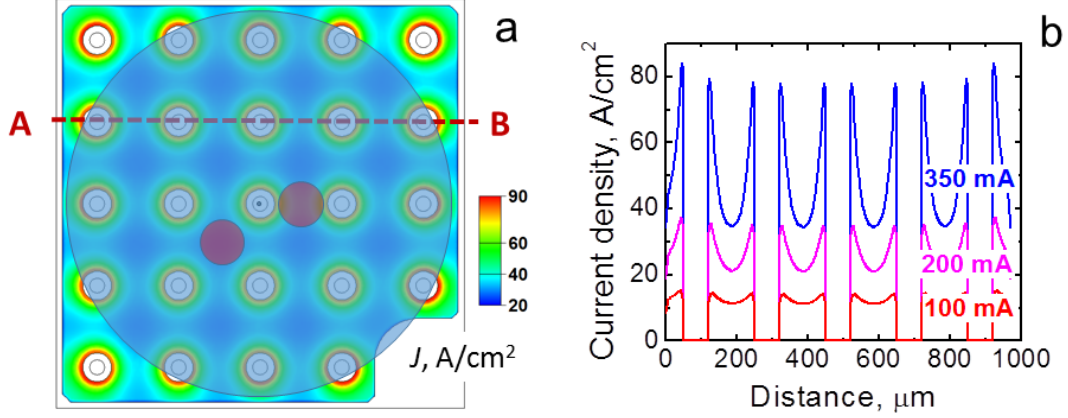 a
A
B
90
60
40
20
J, A/cm²
b
Current density, A/cm²
80
60
40
20
0
350 mA
200 mA
100 mA
0 200 400 600 800 1000
Distance, μm